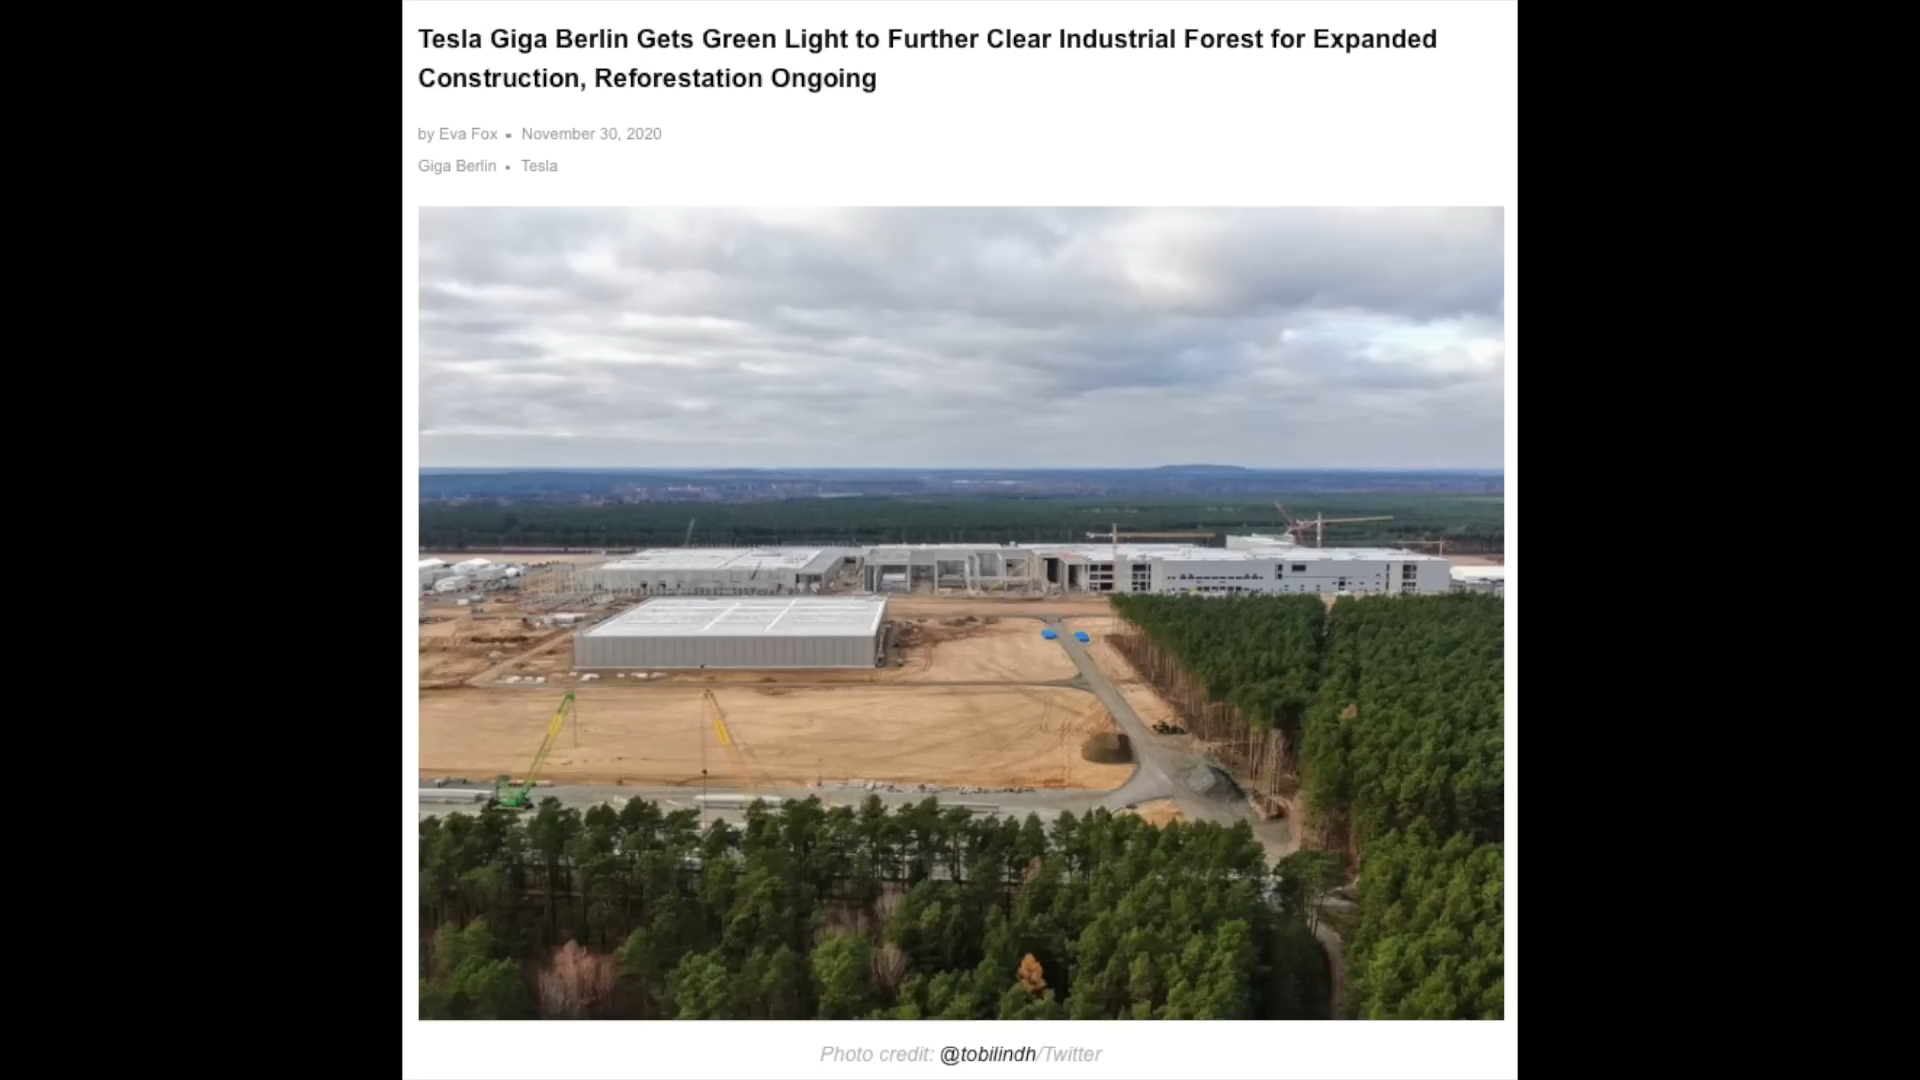 Tesla Giga Berlin Gets Green Light to Further Clear Industrial Forest for Expanded
Construction, Reforestation Ongoing
by Eva Fox • November 30, 2020
Giga Berlin • Tesla
Photo credit: @tobilindh/Twitter